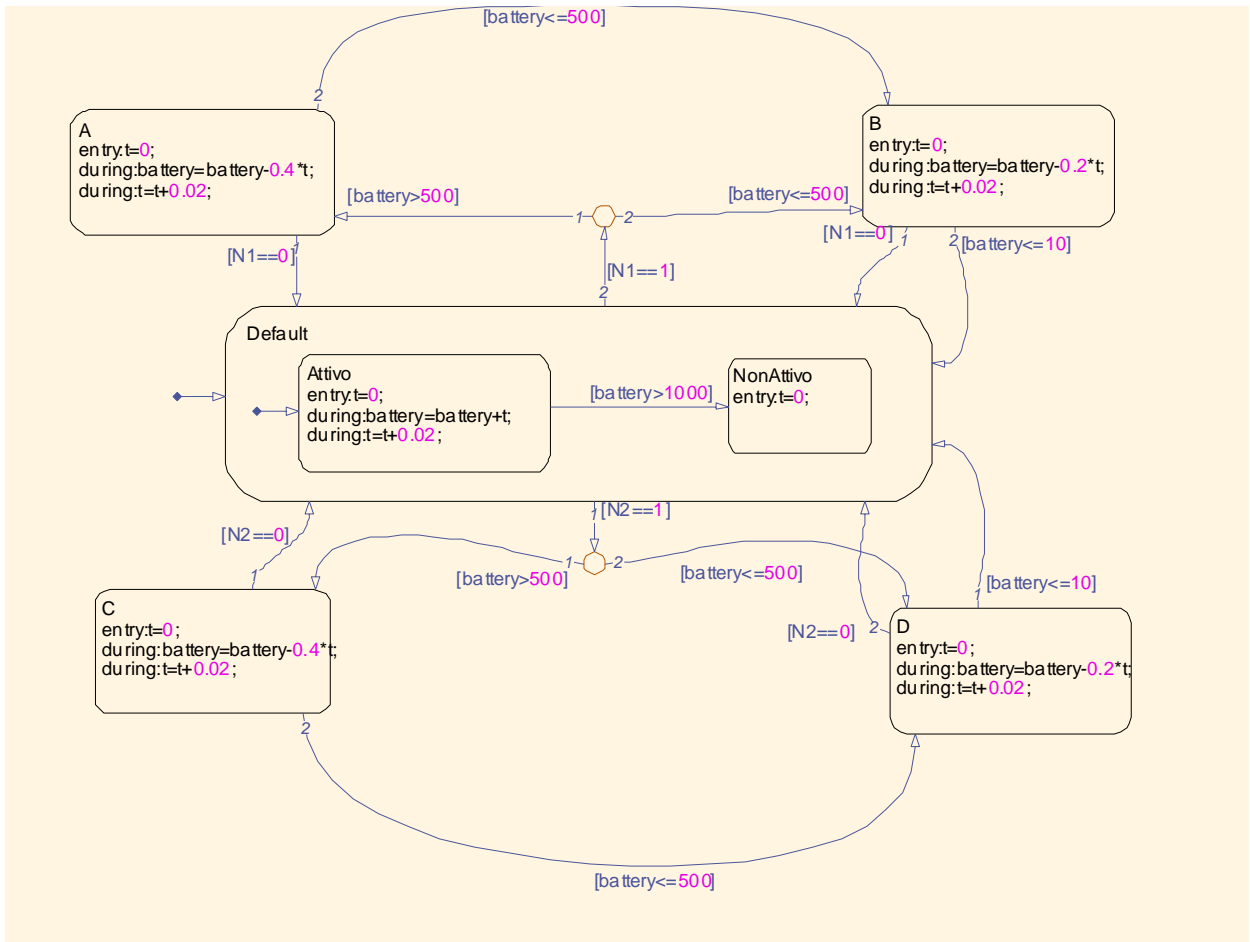 [battery<=500]
2
A
entry:t=0;
during:battery=battery-0.4*t;
during:t=t+0.02;
B
entry:t=0;
during:battery=battery-0.2*t;
during:t=t+0.02;
[battery>500]
[battery<=500]
1
2
[N1==0]
1
[N1==1]
2
[N1==0]
1
2
[battery<=10]
Default
Attivo
entry:t=0;
during:battery=battery+t;
during:t=t+0.02;
[battery>1000]
NonAttivo
entry:t=0;
1
[N2==1]
[N2==0]
1
1
2
[battery>500]
[battery<=500]
[battery<=10]
1
C
entry:t=0;
during:battery=battery-0.4*t;
during:t=t+0.02;
[N2==0]
2
D
entry:t=0;
during:battery=battery-0.2*t;
during:t=t+0.02;
2
[battery<=500]